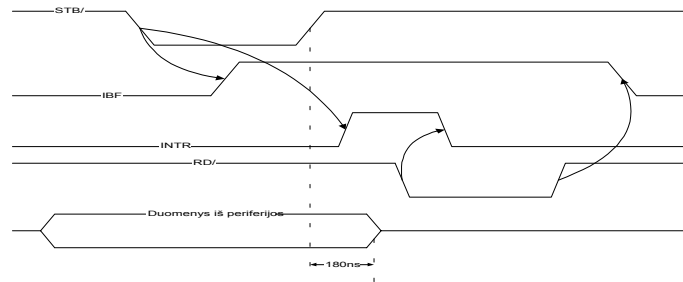 STB/
IBF
INTR
RD/
Duomenys iš periferijos
180ns